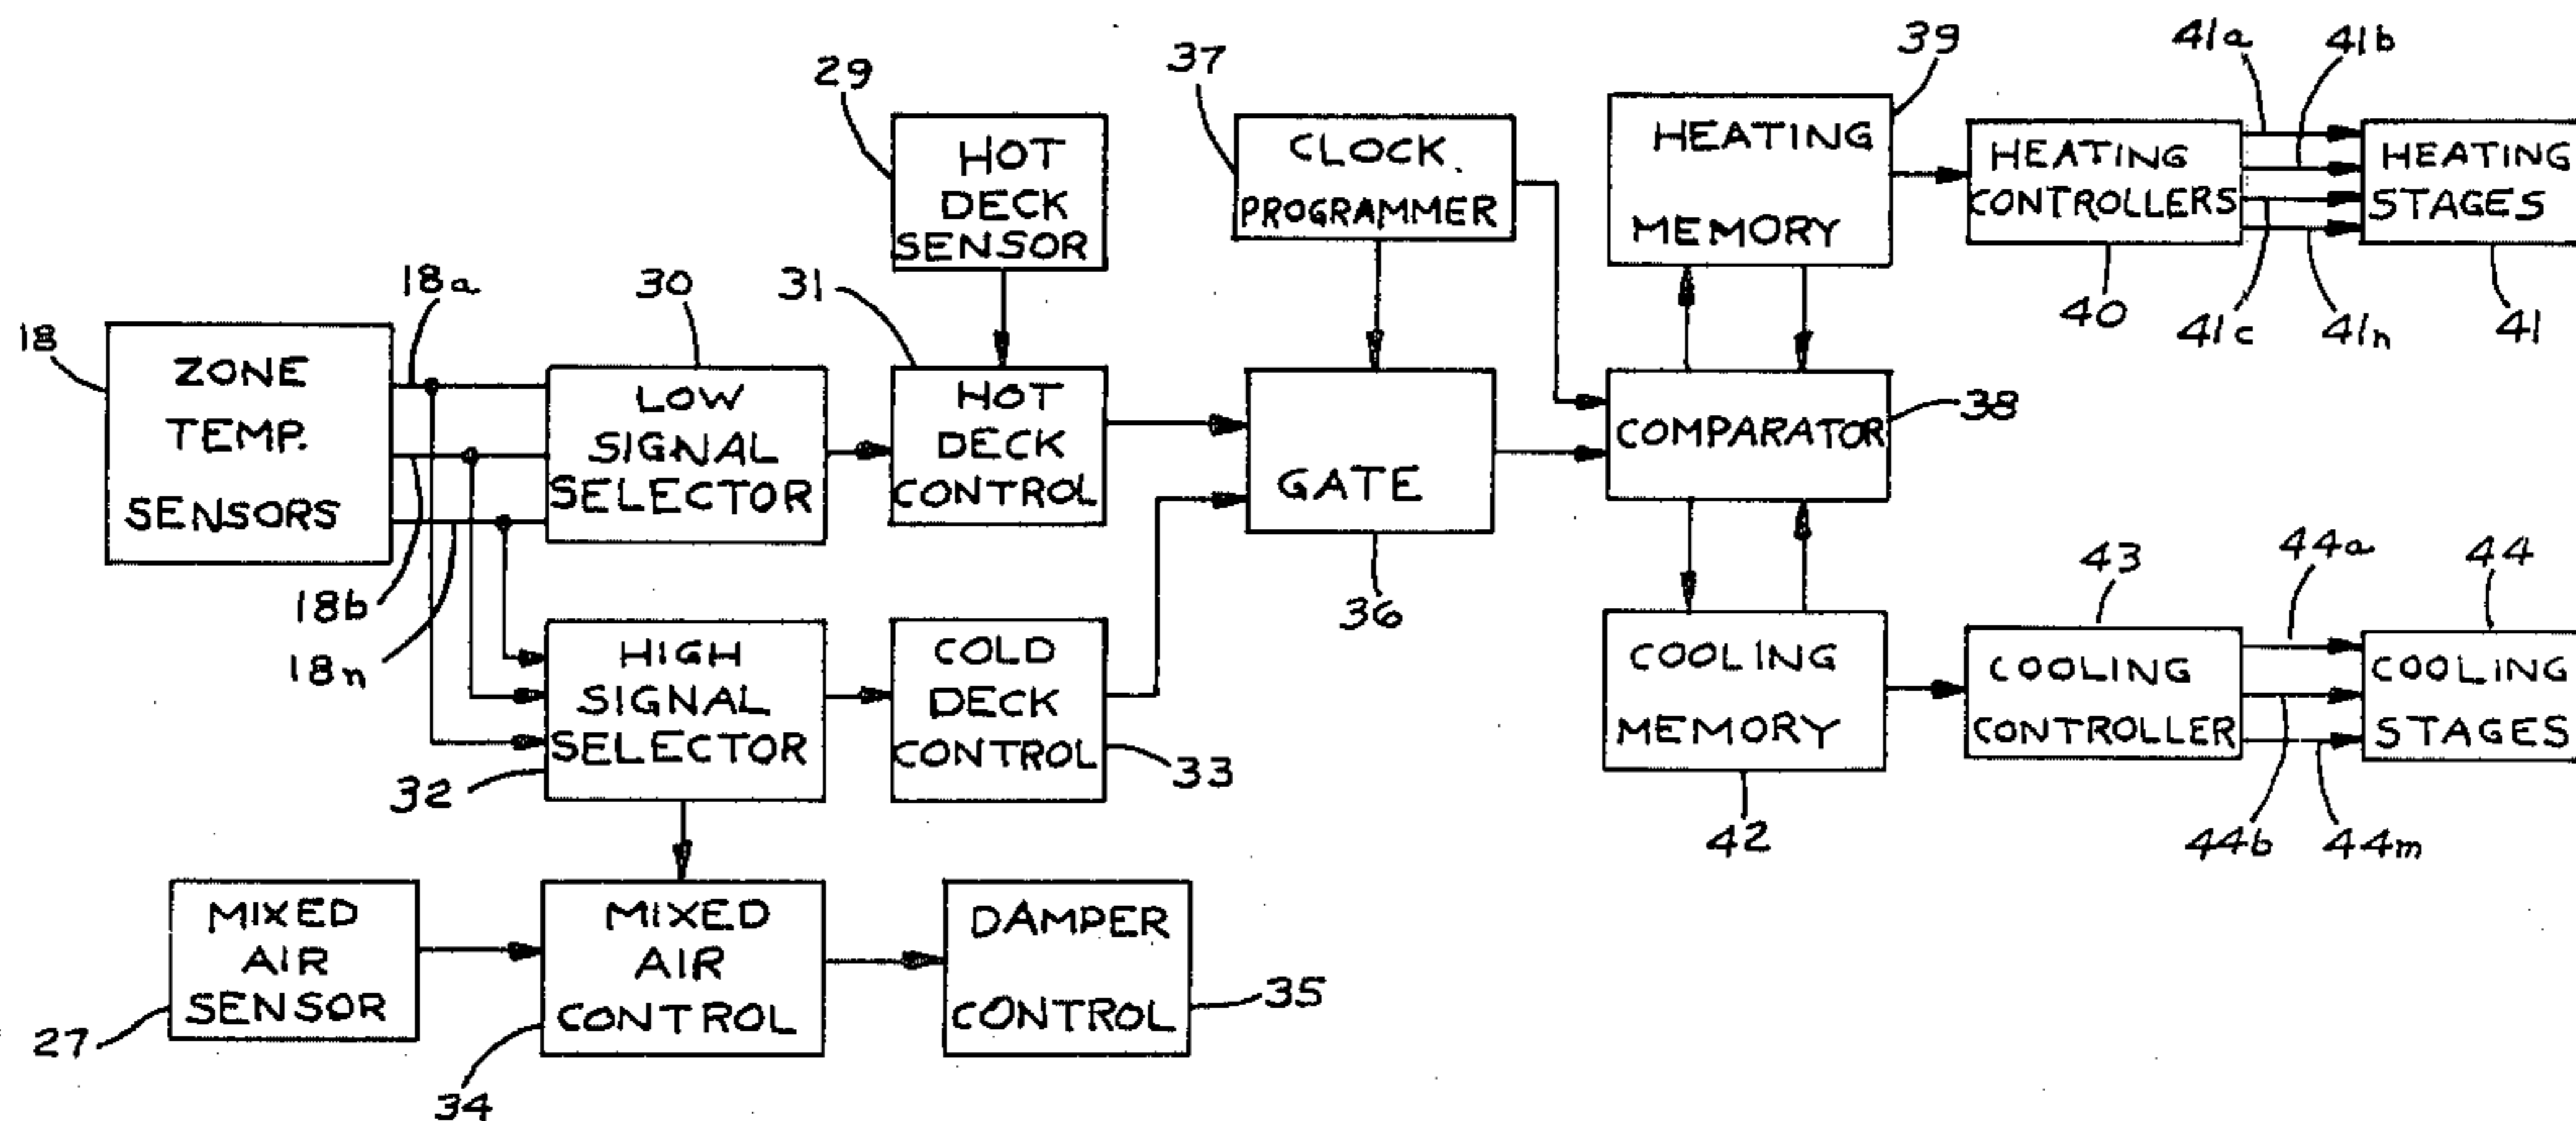 41a
41b
39
37
29
HOT
DECK
SENSOR
CLOCK
PROGRAMMER
HEATING
MEMORY
HEATING
CONTROLLERS
HEATING
STAGES
18a
30
31
40
41c
41n
41
18
ZONE
TEMP.
SENSORS
LOW
SIGNAL
SELECTOR
HOT
DECK
CONTROL
GATE
COMPARATOR
38
18b
18n
36
43
44a
44
HIGH
SIGNAL
SELECTOR
COLD
DECK
CONTROL
COOLING
MEMORY
COOLING
CONTROLLER
COOLING
STAGES
32
33
42
44b
44m
MIXED
AIR
SENSOR
MIXED
AIR
CONTROL
DAMPER
CONTROL
35
27
34